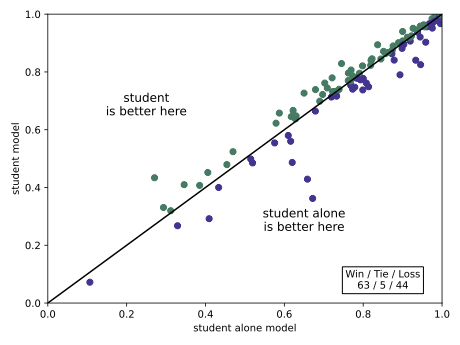 1.0
0.8
0.6
0.4
0.2
0.0
student model
student
is better here
student alone
is better here
Win / Tie / Loss
63 / 5 / 44
0.0 0.2 0.4 0.6 0.8 1.0
student alone model